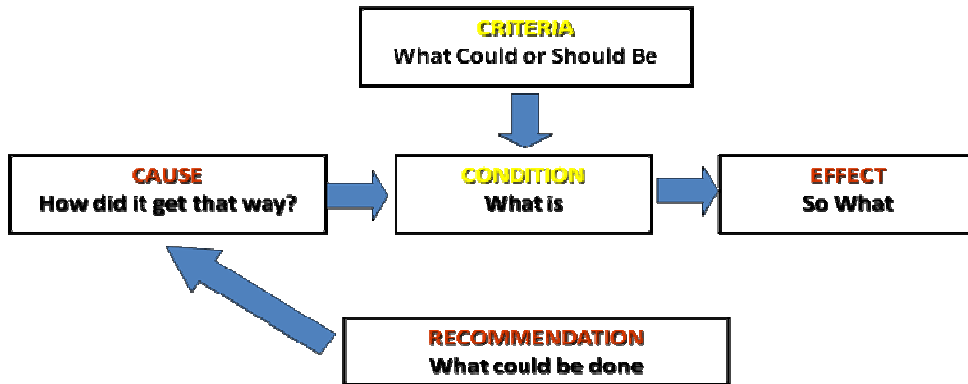 CRITERIA
What Could or Should Be
CAUSE
How did it get that way?
CONDITION
What is
EFFECT
So What
RECOMMENDATION
What could be done